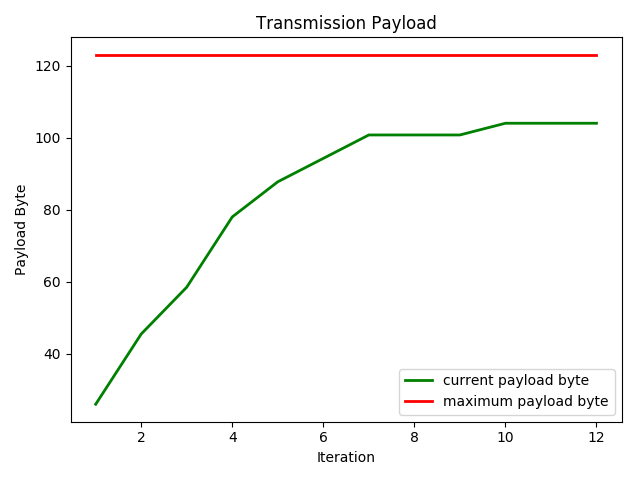 Transmission Payload
120
100
80
60
40
Payload Byte
current payload byte
maximum payload byte
2 4 6 8 10 12
Iteration